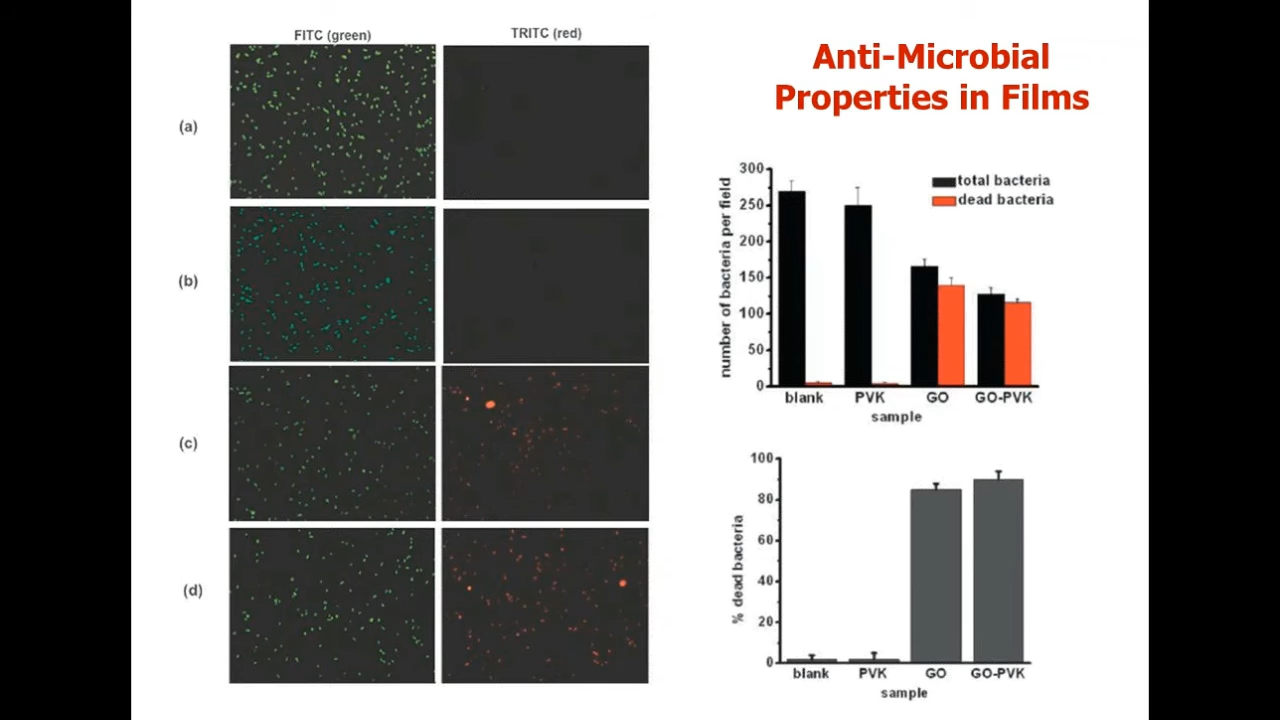 FITC (green)
TRITC (red)
(a)
(b)
(c)
(d)
Anti-Microbial
Properties in Films
number of bacteria per field
300
250
200
150
100
50
0
total bacteria
dead bacteria
blank PVK GO GO-PVK
sample
% dead bacteria
100
80
60
40
20
0
blank PVK GO GO-PVK
sample